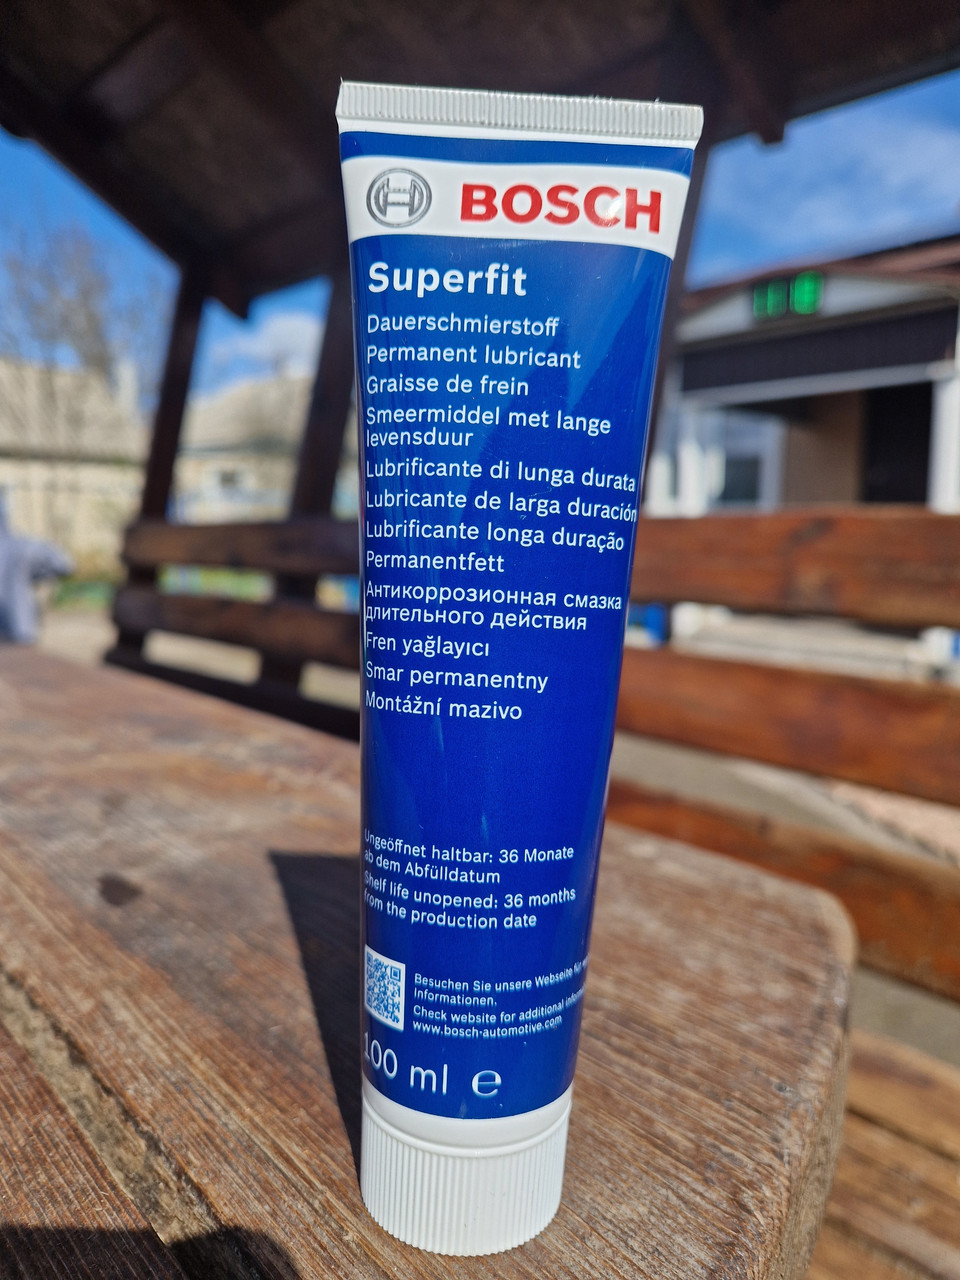 BOSCH
Superfit
Dauerschmierstoff
Permanent lubricant
Graisse de frein
Smeermiddel met lange
levensduur
Lubrificante di lunga durata
Lubricante de larga duración
Lubrificante longa duração
Permanentfett
Антикоррозионная смазка
длительного действия
Fren yağlayıcı
Smar permanentny
Montážní mazivo
Ungeöffnet haltbar: 36 Monate
ab dem Abfülldatum
Shelf life unopened: 36 months
from the production date
Besuchen Sie unsere Webseite für
Informationen.
Check website for additional
www.bosch-automotive.com
100 ml e